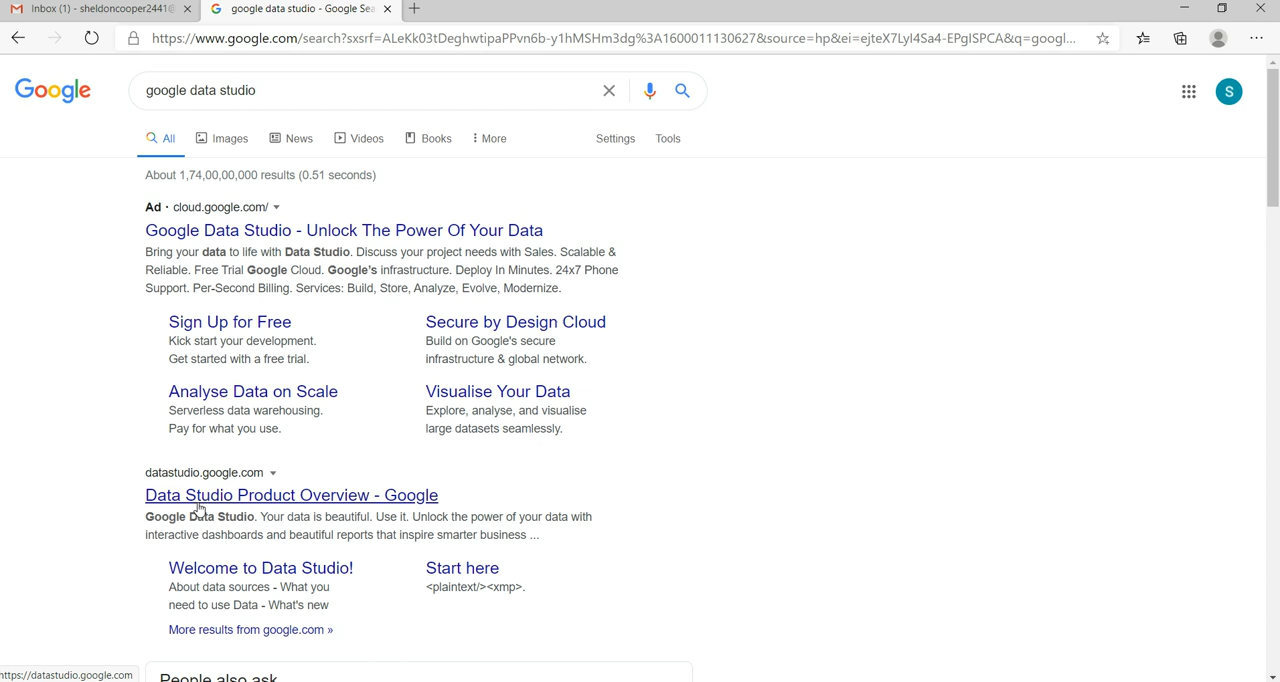 Inbox (1) - sheldoncooper2441@
google data studio - Google Sea
https://www.google.com/search?sxsrf=ALeKk03tDeghwtipaPPvn6b-y1hMSHm3dg%3A1600011130627&source=hp&ei=ejteX7LyI4Sa4-EPgISPCA&q=googl...
Google
google data studio
S
All Images News Videos Books More Settings Tools
About 1,74,00,00,000 results (0.51 seconds)
Ad · cloud.google.com/
Google Data Studio - Unlock The Power Of Your Data
Bring your data to life with Data Studio. Discuss your project needs with Sales. Scalable &
Reliable. Free Trial Google Cloud. Google's infrastructure. Deploy In Minutes. 24x7 Phone
Support. Per-Second Billing. Services: Build, Store, Analyze, Evolve, Modernize.
Sign Up for Free
Kick start your development.
Get started with a free trial.
Secure by Design Cloud
Build on Google's secure
infrastructure & global network.
Analyse Data on Scale
Serverless data warehousing.
Pay for what you use.
Visualise Your Data
Explore, analyse, and visualise
large datasets seamlessly.
datastudio.google.com
Data Studio Product Overview - Google
Google Data Studio. Your data is beautiful. Use it. Unlock the power of your data with
interactive dashboards and beautiful reports that inspire smarter business ...
Welcome to Data Studio!
About data sources - What you
need to use Data - What's new
Start here
<plaintext/><xmp>.
More results from google.com »
https://datastudio.google.com
People also ask